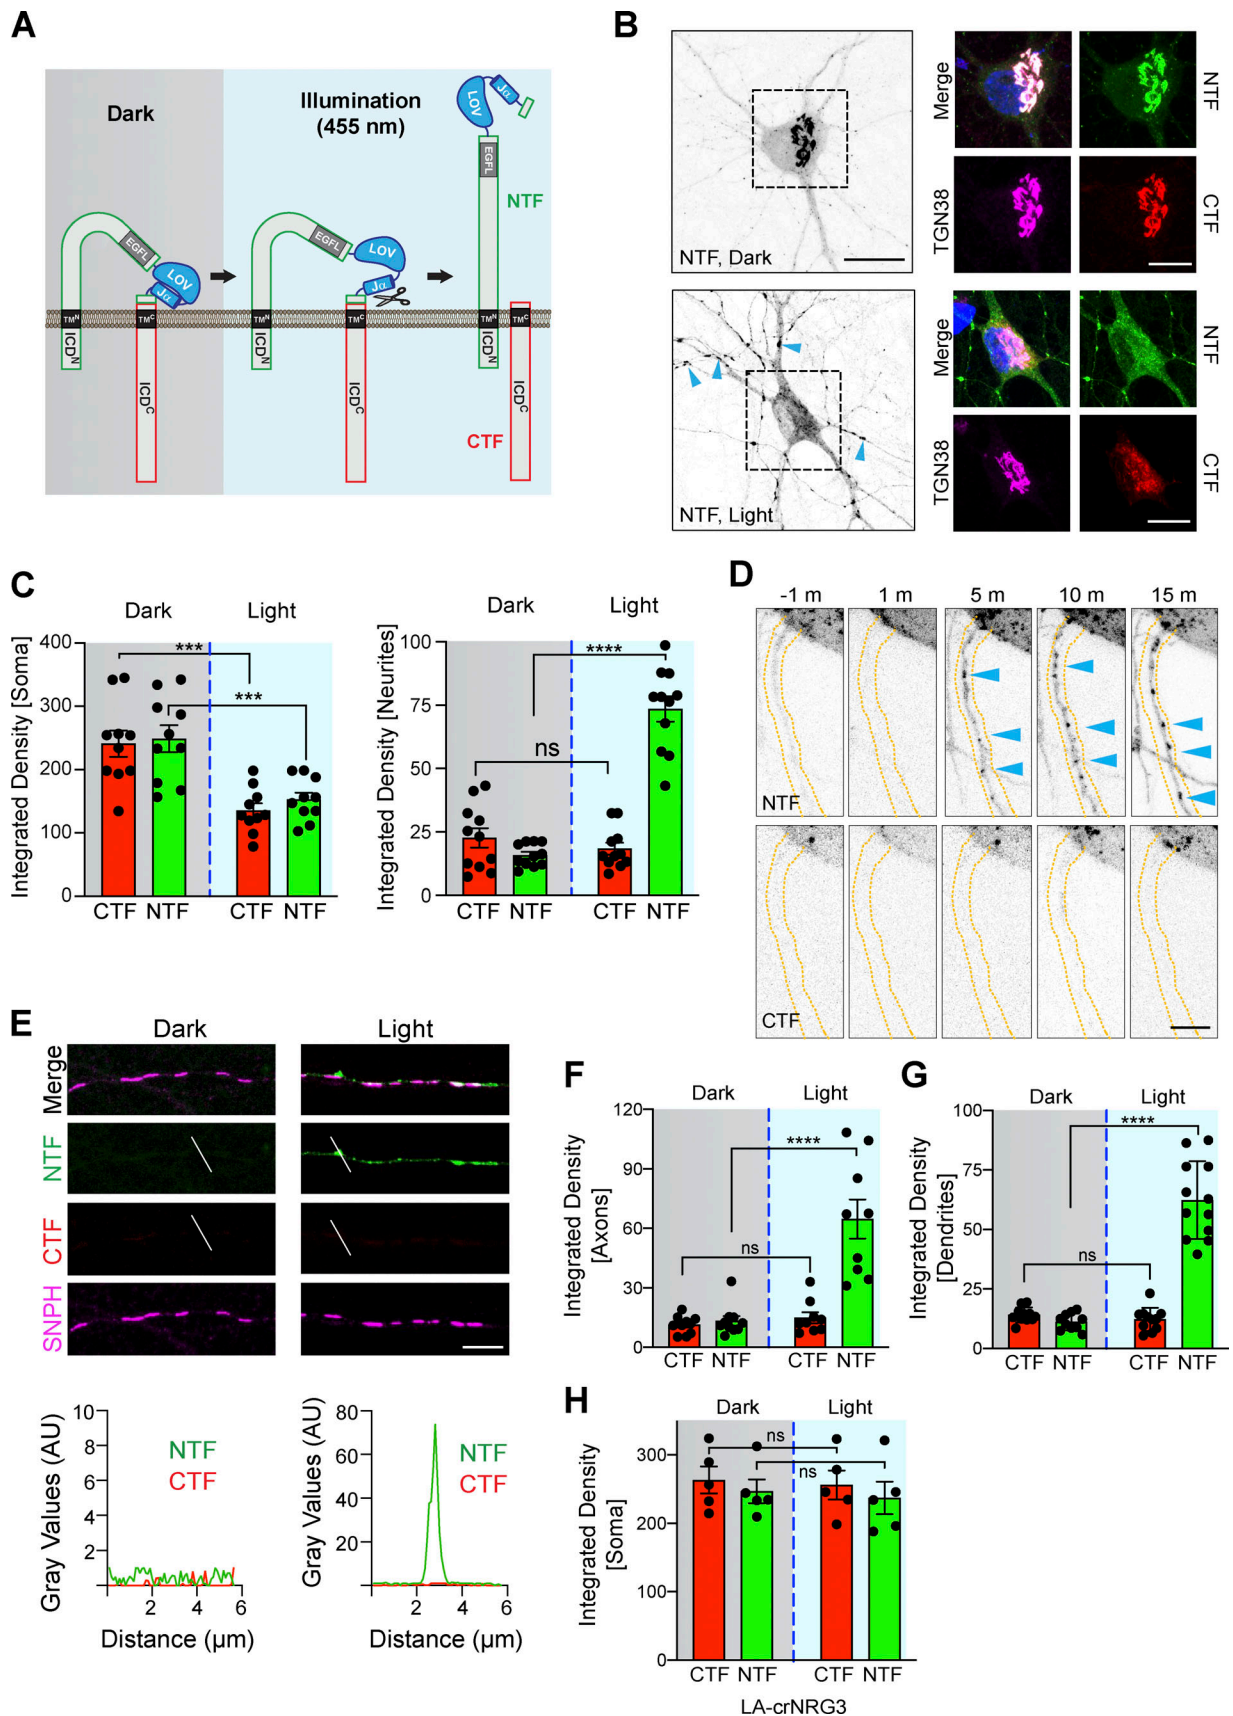 A
Dark
Illumination
(455 nm)
LOV
Jα
EGFL
NTF
EGFL
LOV
Jα
EGFL
LOV
Jα
TMN
TMC
TMN
TMC
TMN
TMC
ICDN
ICDC
ICDN
ICDC
ICDN
ICDC
CTF
B
NTF, Dark
Merge
NTF
TGN38
CTF
NTF, Light
Merge
NTF
TGN38
CTF
C
Dark
Light
Integrated Density [Soma]
400
300
200
100
0
***
***
CTF
NTF
CTF
NTF
Dark
Light
Integrated Density [Neurites]
100
75
50
25
0
****
ns
CTF
NTF
CTF
NTF
D
-1 m
1 m
5 m
10 m
15 m
NTF
CTF
E
Dark
Light
Merge
NTF
CTF
SNPH
Gray Values (AU)
10
8
6
4
2
NTF
CTF
2
4
6
Distance (µm)
Gray Values (AU)
80
60
40
20
NTF
CTF
2
4
6
Distance (µm)
F
Dark
Light
Integrated Density
[Axons]
120
90
60
30
0
****
ns
CTF
NTF
CTF
NTF
G
Dark
Light
Integrated Density
[Dendrites]
100
75
50
25
0
****
ns
CTF
NTF
CTF
NTF
H
Dark
Light
Integrated Density
[Soma]
300
200
100
0
ns
ns
CTF
NTF
CTF
NTF
LA-crNRG3